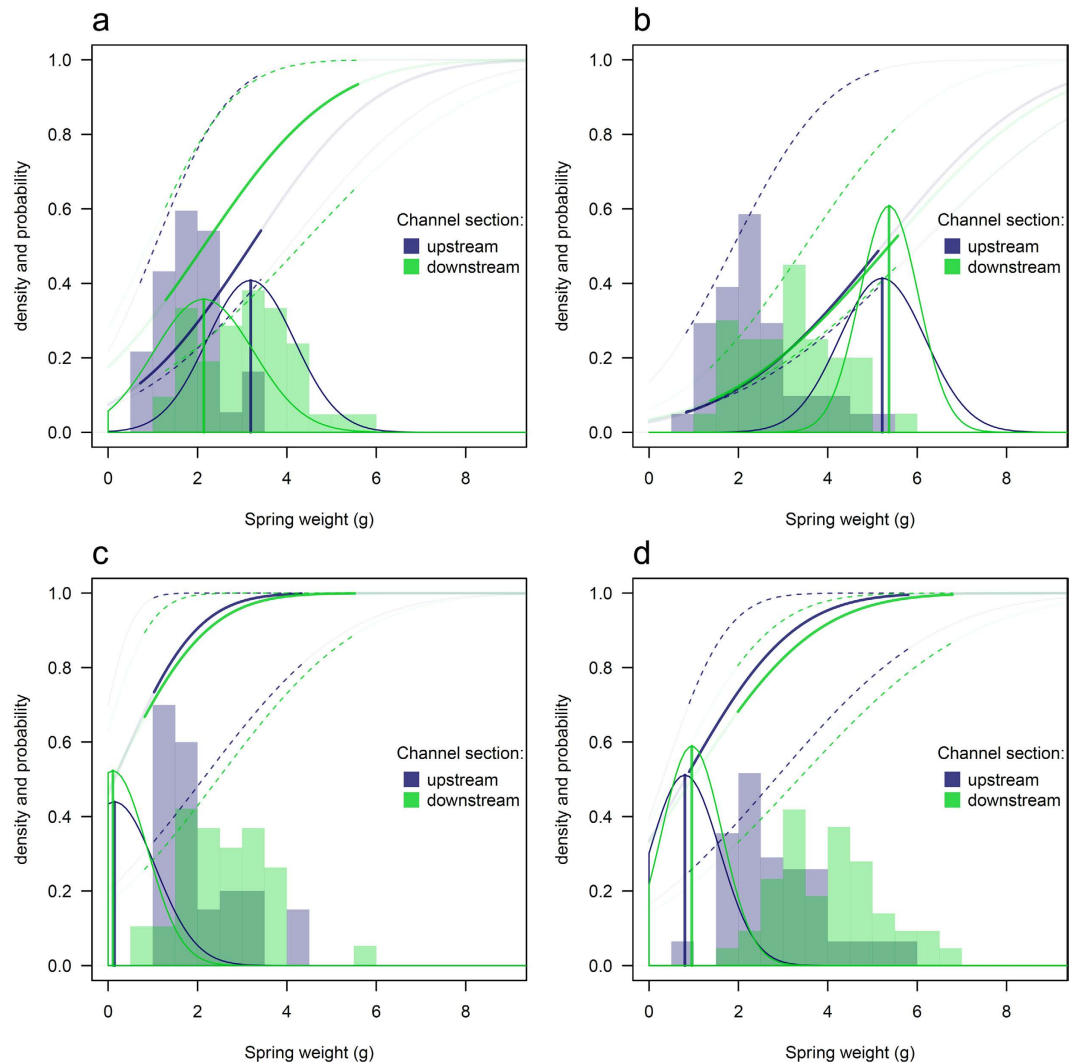 a
density and probability
1.0
0.8
0.6
0.4
0.2
0.0
Channel section:
upstream
downstream
0 2 4 6 8
Spring weight (g)
b
density and probability
1.0
0.8
0.6
0.4
0.2
0.0
Channel section:
upstream
downstream
0 2 4 6 8
Spring weight (g)
c
density and probability
1.0
0.8
0.6
0.4
0.2
0.0
Channel section:
upstream
downstream
0 2 4 6 8
Spring weight (g)
d
density and probability
1.0
0.8
0.6
0.4
0.2
0.0
Channel section:
upstream
downstream
0 2 4 6 8
Spring weight (g)